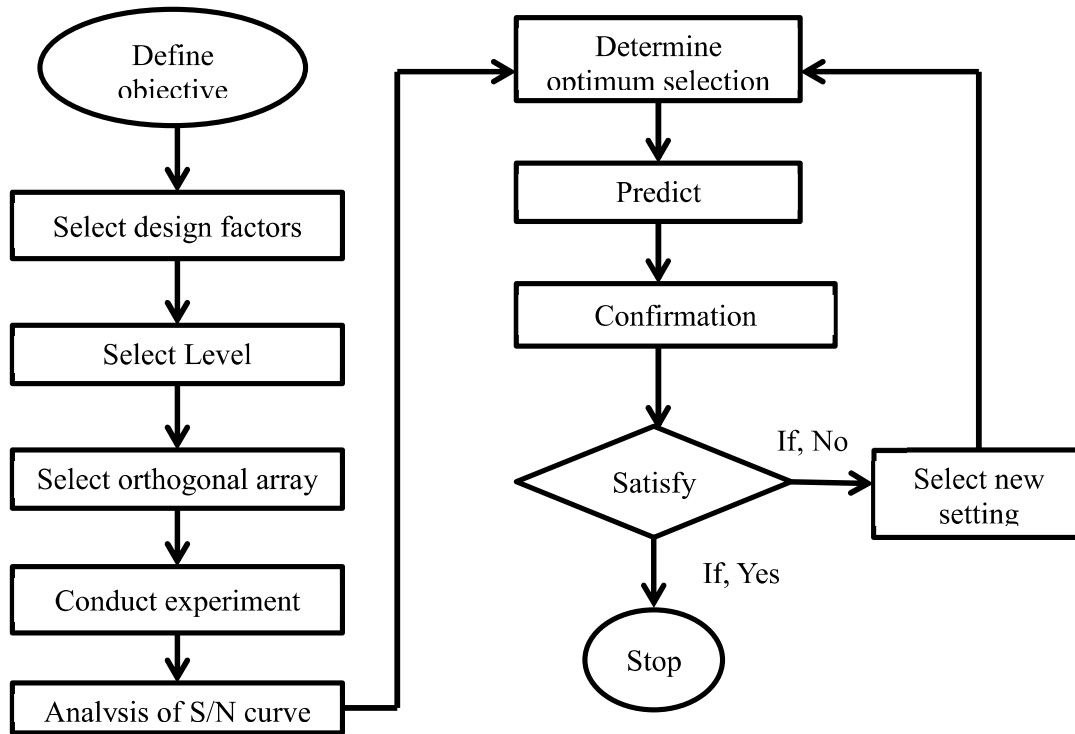 Define
objective
Select design factors
Select Level
Select orthogonal array
Conduct experiment
Analysis of S/N curve
Determine
optimum selection
Predict
Confirmation
Satisfy
If, No
Select new
setting
If, Yes
Stop